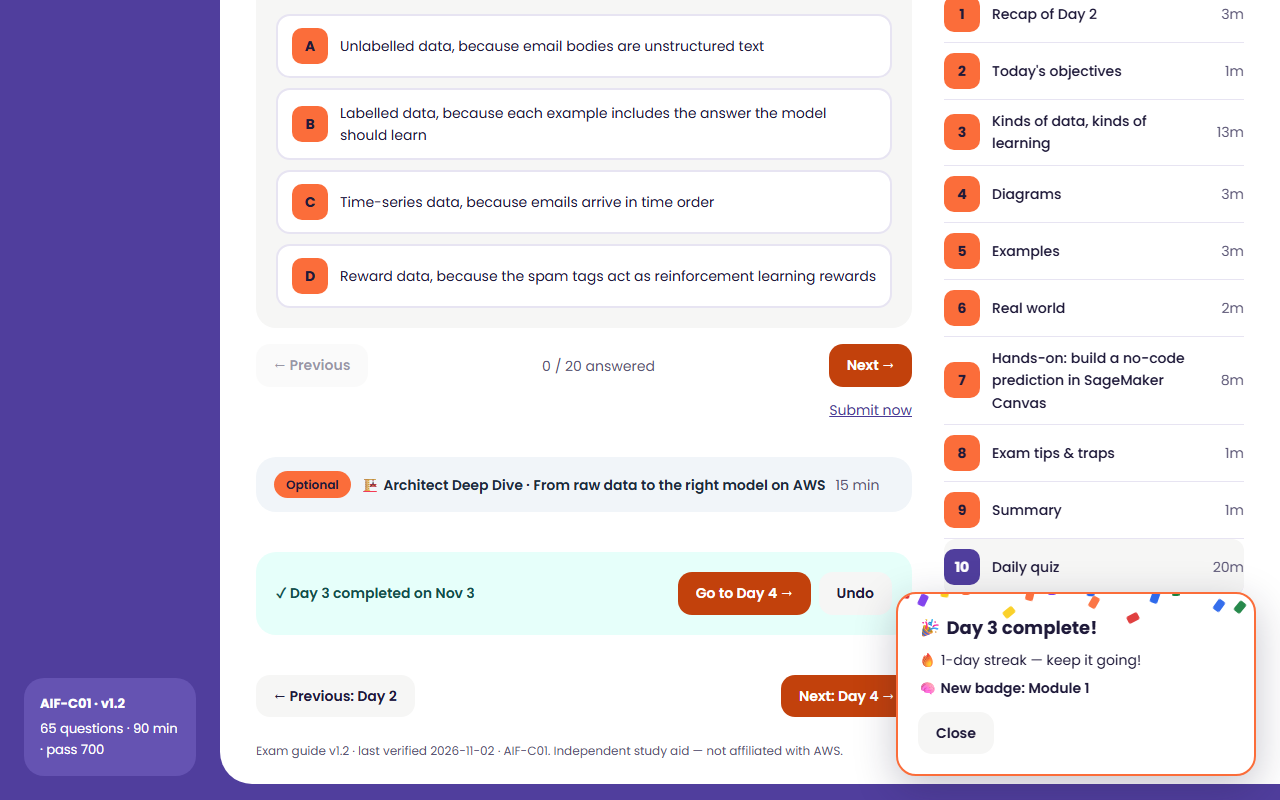 A
Unlabelled data, because email bodies are unstructured text
B
Labelled data, because each example includes the answer the model
should learn
C
Time-series data, because emails arrive in time order
D
Reward data, because the spam tags act as reinforcement learning rewards
← Previous
0 / 20 answered
Next →
Submit now
Optional
Architect Deep Dive · From raw data to the right model on AWS
15 min
✓ Day 3 completed on Nov 3
Go to Day 4 →
Undo
← Previous: Day 2
Next: Day 4 →
Exam guide v1.2 · last verified 2026-11-02 · AIF-C01. Independent study aid — not affiliated with AWS.
1
Recap of Day 2
3m
2
Today's objectives
1m
3
Kinds of data, kinds of
learning
13m
4
Diagrams
3m
5
Examples
3m
6
Real world
2m
7
Hands-on: build a no-code
prediction in SageMaker
Canvas
8m
8
Exam tips & traps
1m
9
Summary
1m
10
Daily quiz
20m
🎉 Day 3 complete!
🔥 1-day streak — keep it going!
🧠 New badge: Module 1
Close
AIF-C01 · v1.2
65 questions · 90 min
· pass 700